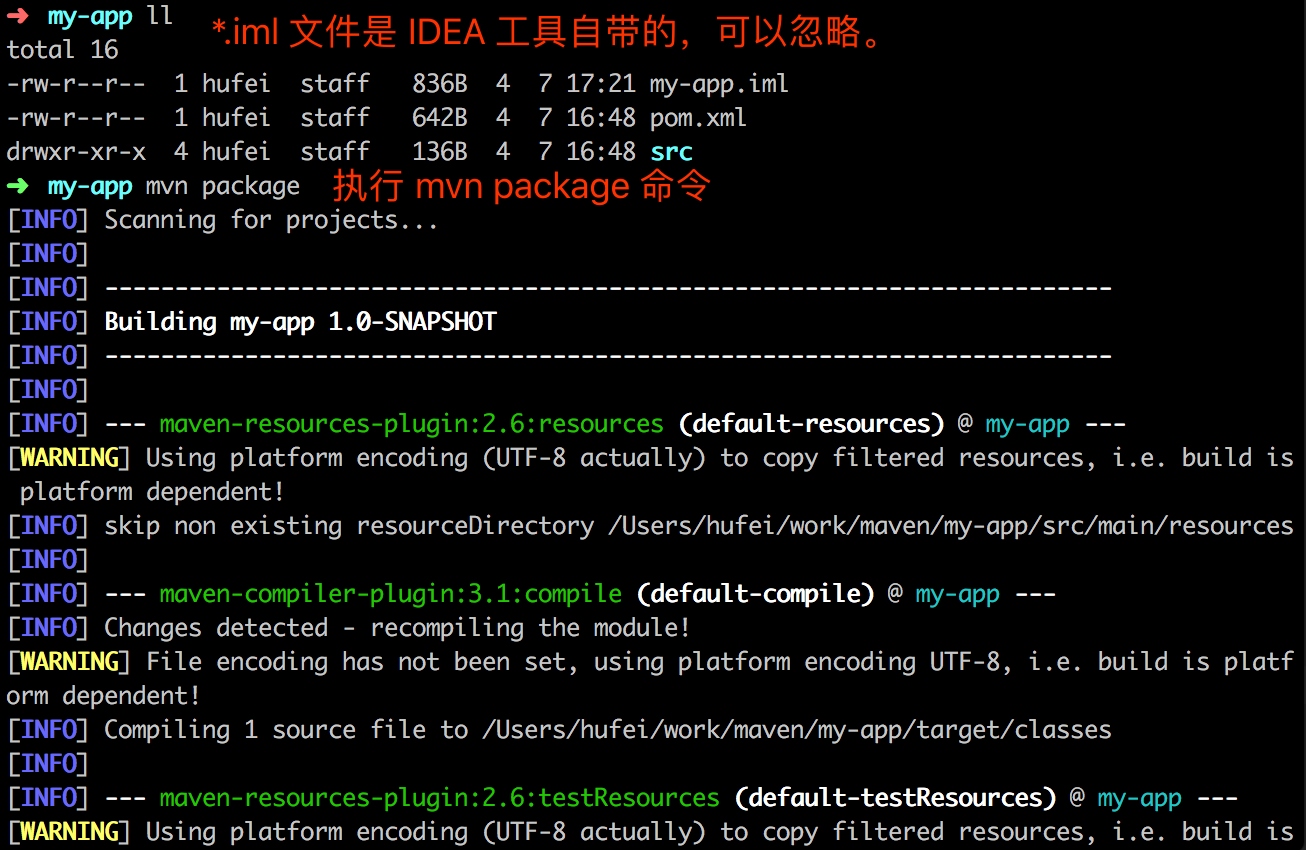 ➜ my-app ll
*.iml 文件是 IDEA 工具自带的，可以忽略。
total 16
-rw-r--r-- 1 hufei staff 836B 4 7 17:21 my-app.iml
-rw-r--r-- 1 hufei staff 642B 4 7 16:48 pom.xml
drwxr-xr-x 4 hufei staff 136B 4 7 16:48 src
➜ my-app mvn package 执行 mvn package 命令
[INFO] Scanning for projects...
[INFO]
[INFO] ------------------------------------------------------------------------
[INFO] Building my-app 1.0-SNAPSHOT
[INFO] ------------------------------------------------------------------------
[INFO]
[INFO] --- maven-resources-plugin:2.6:resources (default-resources) @ my-app ---
[WARNING] Using platform encoding (UTF-8 actually) to copy filtered resources, i.e. build is
platform dependent!
[INFO] skip non existing resourceDirectory /Users/hufei/work/maven/my-app/src/main/resources
[INFO]
[INFO] --- maven-compiler-plugin:3.1:compile (default-compile) @ my-app ---
[INFO] Changes detected - recompiling the module!
[WARNING] File encoding has not been set, using platform encoding UTF-8, i.e. build is platf
orm dependent!
[INFO] Compiling 1 source file to /Users/hufei/work/maven/my-app/target/classes
[INFO]
[INFO] --- maven-resources-plugin:2.6:testResources (default-testResources) @ my-app ---
[WARNING] Using platform encoding (UTF-8 actually) to copy filtered resources, i.e. build is